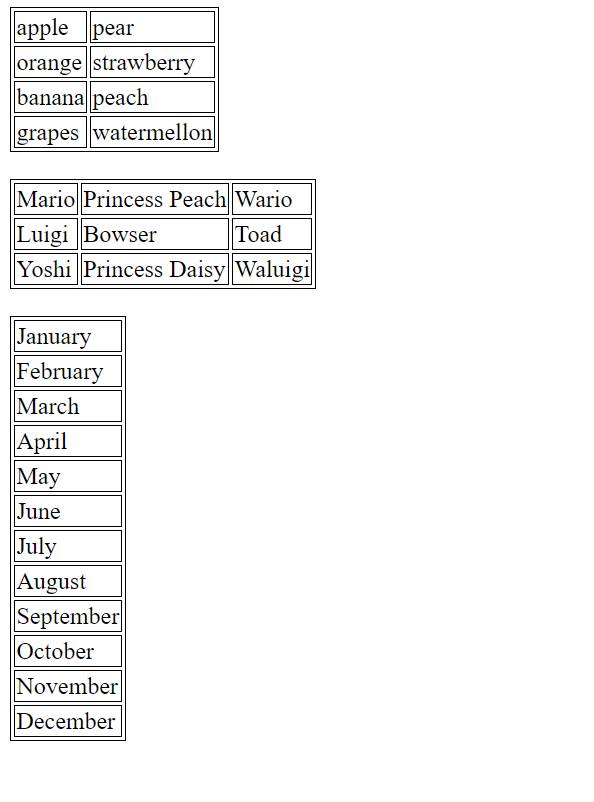 apple pear
orange strawberry
banana peach
grapes watermellon
Mario Princess Peach Wario
Luigi Bowser Toad
Yoshi Princess Daisy Waluigi
January
February
March
April
May
June
July
August
September
October
November
December